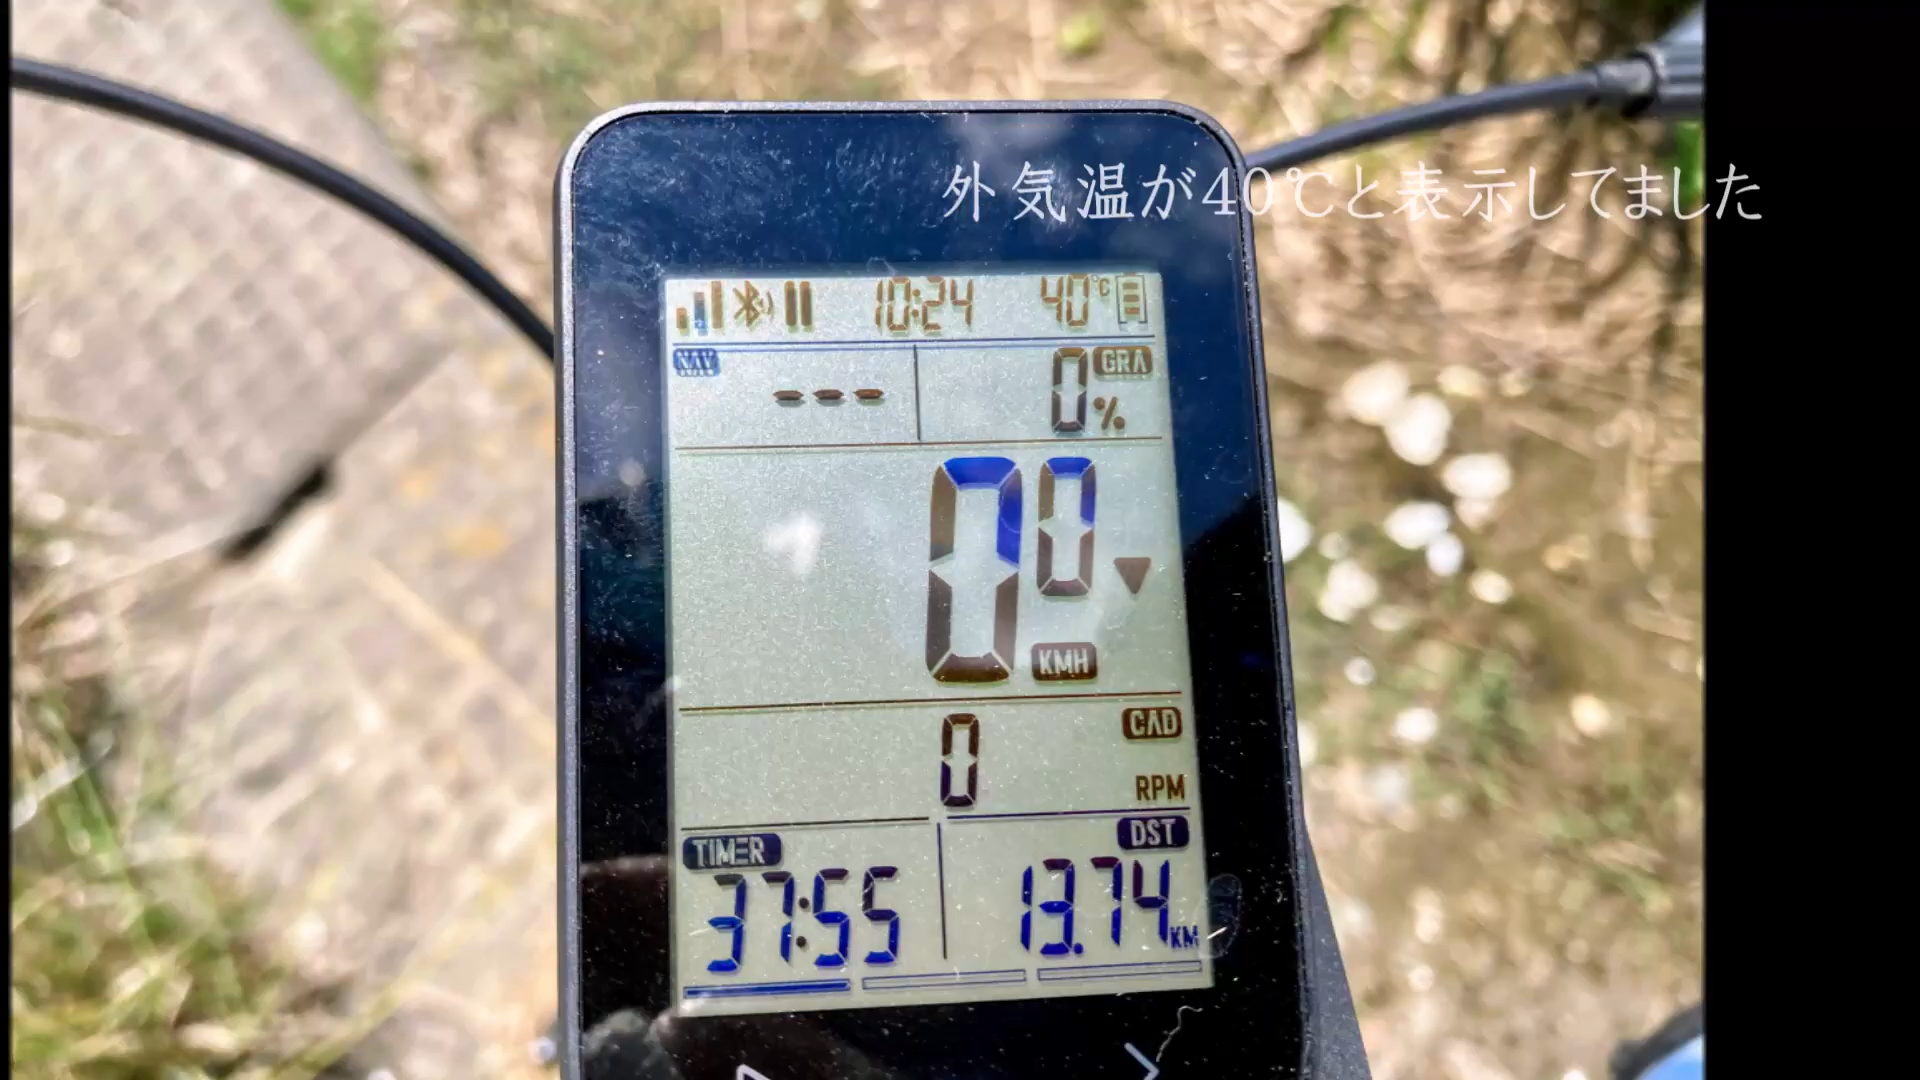 外気温が40℃と表示してました
10:24 40℃
NAV
--- 0% GRA
0.0
KMH
0 CAD
RPM
TIMER DST
37:55 13.74 KM